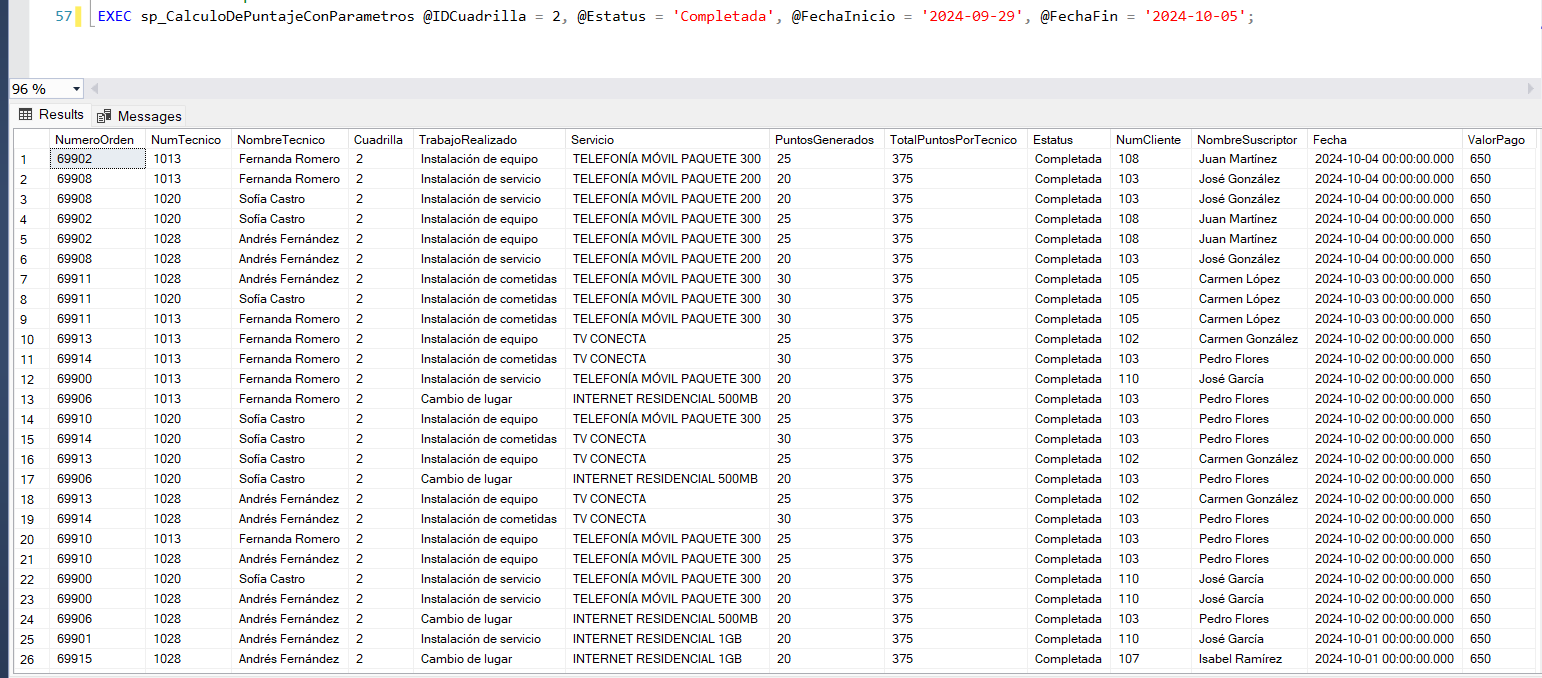 57 EXEC sp_CalculoDePuntajeConParametros @IDCuadrilla = 2, @Estatus = 'Completada', @FechaInicio = '2024-09-29', @FechaFin = '2024-10-05';
96 %
Results Messages
NumeroOrden NumTecnico NombreTecnico Cuadrilla TrabajoRealizado Servicio PuntosGenerados TotalPuntosPorTecnico Estatus NumCliente NombreSuscriptor Fecha ValorPago
1 69902 1013 Fernanda Romero 2 Instalación de equipo TELEFONÍA MÓVIL PAQUETE 300 25 375 Completada 108 Juan Martínez 2024-10-04 00:00:00.000 650
2 69908 1013 Fernanda Romero 2 Instalación de servicio TELEFONÍA MÓVIL PAQUETE 200 20 375 Completada 103 José González 2024-10-04 00:00:00.000 650
3 69908 1020 Sofía Castro 2 Instalación de servicio TELEFONÍA MÓVIL PAQUETE 200 20 375 Completada 103 José González 2024-10-04 00:00:00.000 650
4 69902 1020 Sofía Castro 2 Instalación de equipo TELEFONÍA MÓVIL PAQUETE 300 25 375 Completada 108 Juan Martínez 2024-10-04 00:00:00.000 650
5 69902 1028 Andrés Fernández 2 Instalación de equipo TELEFONÍA MÓVIL PAQUETE 300 25 375 Completada 108 Juan Martínez 2024-10-04 00:00:00.000 650
6 69908 1028 Andrés Fernández 2 Instalación de servicio TELEFONÍA MÓVIL PAQUETE 200 20 375 Completada 103 José González 2024-10-04 00:00:00.000 650
7 69911 1028 Andrés Fernández 2 Instalación de cometidas TELEFONÍA MÓVIL PAQUETE 300 30 375 Completada 105 Carmen López 2024-10-03 00:00:00.000 650
8 69911 1020 Sofía Castro 2 Instalación de cometidas TELEFONÍA MÓVIL PAQUETE 300 30 375 Completada 105 Carmen López 2024-10-03 00:00:00.000 650
9 69911 1013 Fernanda Romero 2 Instalación de cometidas TELEFONÍA MÓVIL PAQUETE 300 30 375 Completada 105 Carmen López 2024-10-03 00:00:00.000 650
10 69913 1013 Fernanda Romero 2 Instalación de equipo TV CONECTA 25 375 Completada 102 Carmen González 2024-10-02 00:00:00.000 650
11 69914 1013 Fernanda Romero 2 Instalación de cometidas TV CONECTA 30 375 Completada 103 Pedro Flores 2024-10-02 00:00:00.000 650
12 69900 1013 Fernanda Romero 2 Instalación de servicio TELEFONÍA MÓVIL PAQUETE 300 20 375 Completada 110 José García 2024-10-02 00:00:00.000 650
13 69906 1013 Fernanda Romero 2 Cambio de lugar INTERNET RESIDENCIAL 500MB 20 375 Completada 103 Pedro Flores 2024-10-02 00:00:00.000 650
14 69910 1020 Sofía Castro 2 Instalación de equipo TELEFONÍA MÓVIL PAQUETE 300 25 375 Completada 103 Pedro Flores 2024-10-02 00:00:00.000 650
15 69914 1020 Sofía Castro 2 Instalación de cometidas TV CONECTA 30 375 Completada 103 Pedro Flores 2024-10-02 00:00:00.000 650
16 69913 1020 Sofía Castro 2 Instalación de equipo TV CONECTA 25 375 Completada 102 Carmen González 2024-10-02 00:00:00.000 650
17 69906 1020 Sofía Castro 2 Cambio de lugar INTERNET RESIDENCIAL 500MB 20 375 Completada 103 Pedro Flores 2024-10-02 00:00:00.000 650
18 69913 1028 Andrés Fernández 2 Instalación de equipo TV CONECTA 25 375 Completada 102 Carmen González 2024-10-02 00:00:00.000 650
19 69914 1028 Andrés Fernández 2 Instalación de cometidas TV CONECTA 30 375 Completada 103 Pedro Flores 2024-10-02 00:00:00.000 650
20 69910 1013 Fernanda Romero 2 Instalación de equipo TELEFONÍA MÓVIL PAQUETE 300 25 375 Completada 103 Pedro Flores 2024-10-02 00:00:00.000 650
21 69910 1028 Andrés Fernández 2 Instalación de equipo TELEFONÍA MÓVIL PAQUETE 300 25 375 Completada 103 Pedro Flores 2024-10-02 00:00:00.000 650
22 69900 1020 Sofía Castro 2 Instalación de servicio TELEFONÍA MÓVIL PAQUETE 300 20 375 Completada 110 José García 2024-10-02 00:00:00.000 650
23 69900 1028 Andrés Fernández 2 Instalación de servicio TELEFONÍA MÓVIL PAQUETE 300 20 375 Completada 110 José García 2024-10-02 00:00:00.000 650
24 69906 1028 Andrés Fernández 2 Cambio de lugar INTERNET RESIDENCIAL 500MB 20 375 Completada 103 Pedro Flores 2024-10-02 00:00:00.000 650
25 69901 1028 Andrés Fernández 2 Instalación de servicio INTERNET RESIDENCIAL 1GB 20 375 Completada 110 José García 2024-10-01 00:00:00.000 650
26 69915 1028 Andrés Fernández 2 Cambio de lugar INTERNET RESIDENCIAL 1GB 20 375 Completada 107 Isabel Ramírez 2024-10-01 00:00:00.000 650